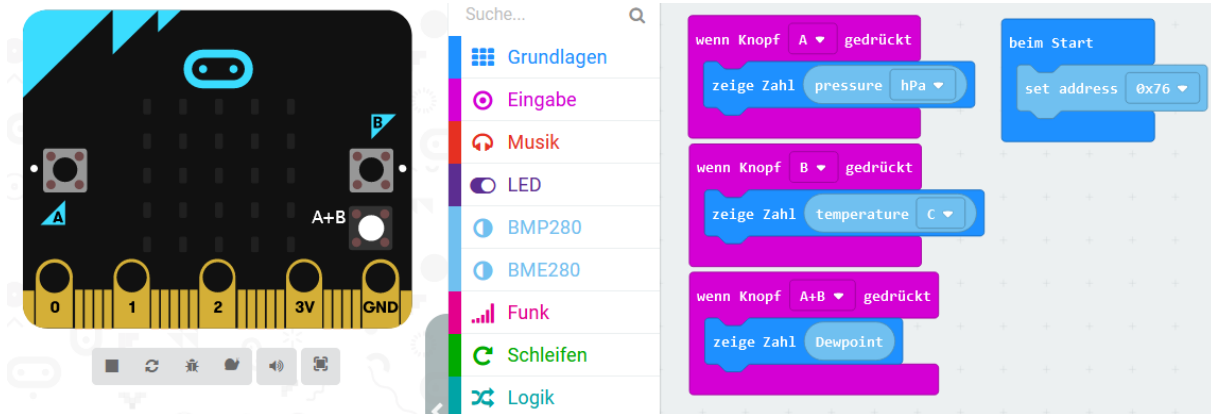 B
A
A+B
0 1 2 3V GND
Suche...
Grundlagen
Eingabe
Musik
LED
BMP280
BME280
Funk
Schleifen
Logik
wenn Knopf A gedrückt
zeige Zahl pressure hPa
wenn Knopf B gedrückt
zeige Zahl temperature C
wenn Knopf A+B gedrückt
zeige Zahl Dewpoint
beim Start
set address 0x76